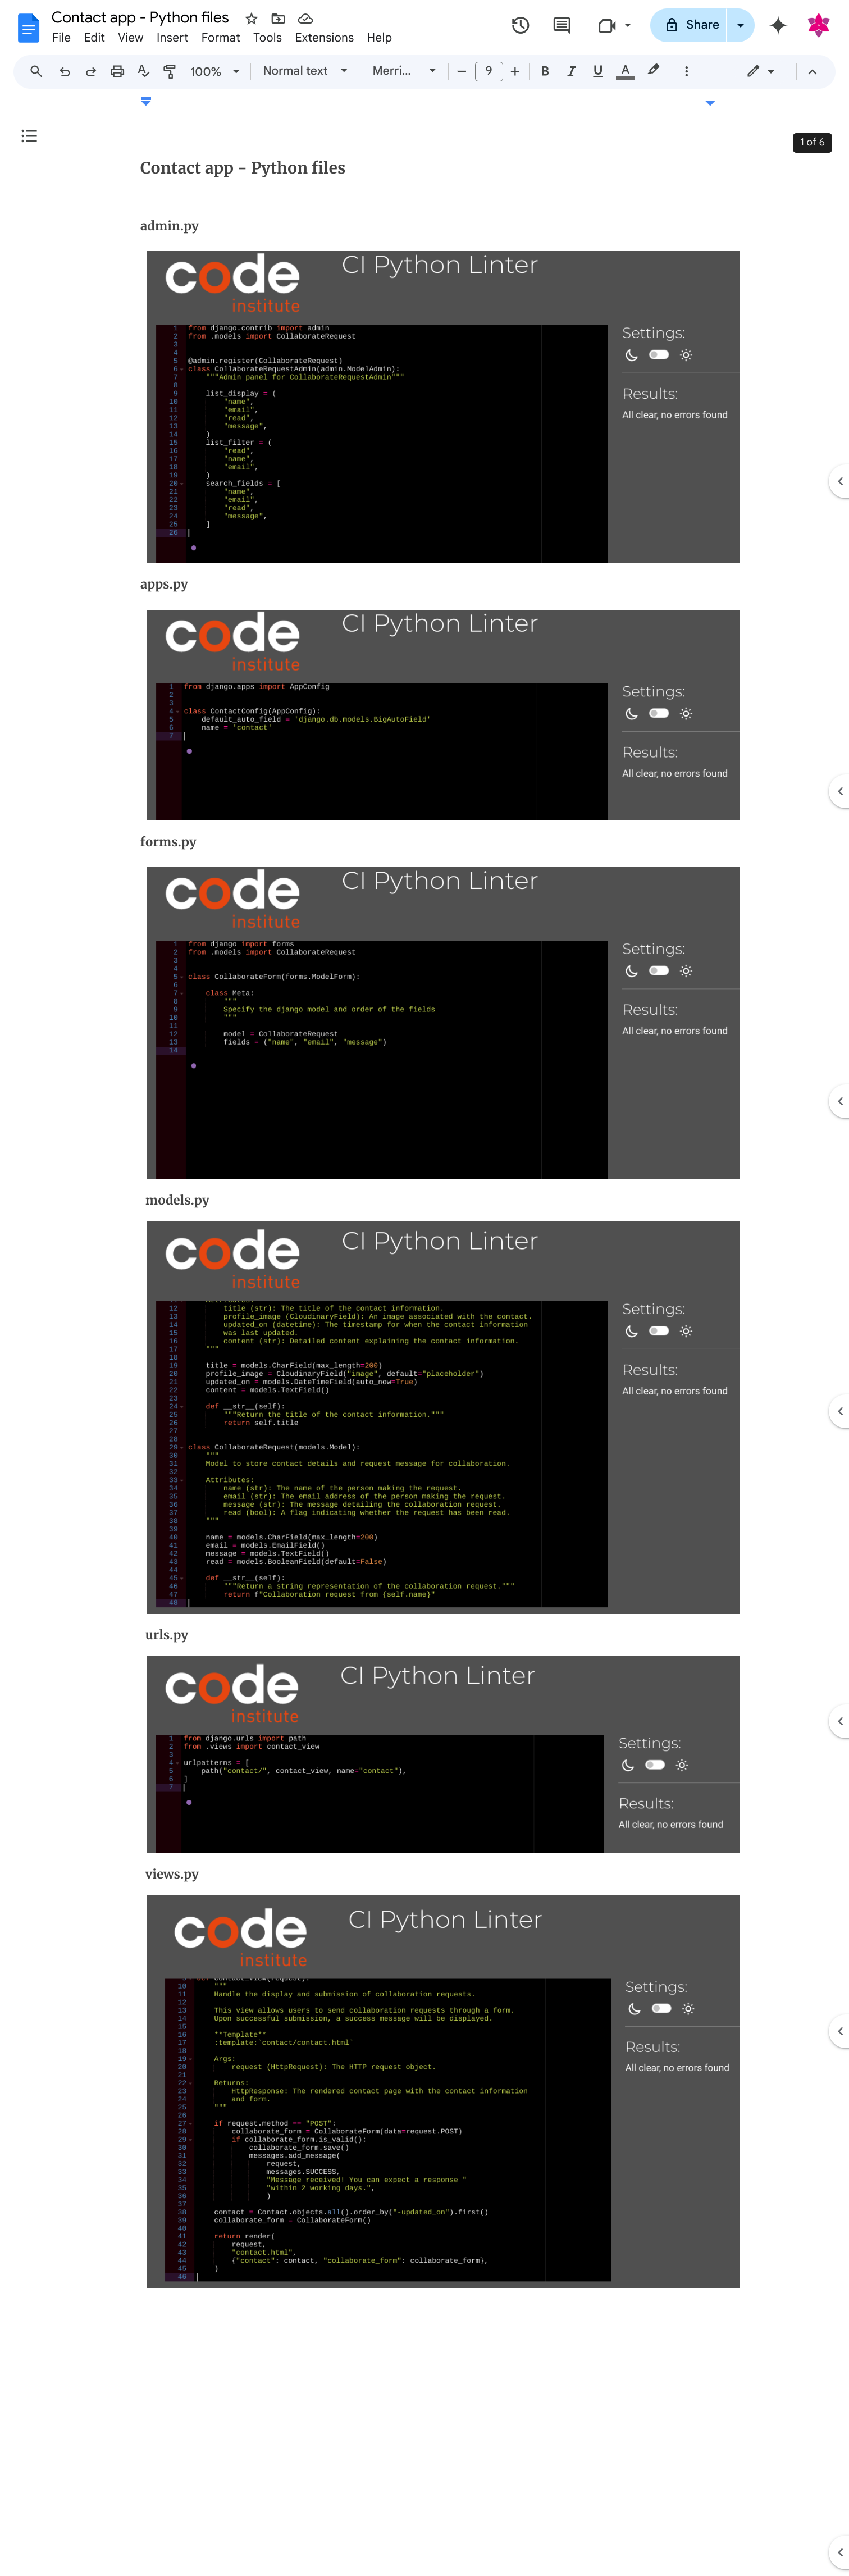 Contact app - Python files
File Edit View Insert Format Tools Extensions Help
Share
100% Normal text Merri... 9 B I U A
1 of 6
Contact app - Python files
admin.py
code institute
CI Python Linter
1 from django.contrib import admin
2 from .models import CollaborateRequest
3
4
5 @admin.register(CollaborateRequest)
6 class CollaborateRequestAdmin(admin.ModelAdmin):
7 """Admin panel for CollaborateRequestAdmin"""
8
9 list_display = (
10 "name",
11 "email",
12 "read",
13 "message",
14 )
15 list_filter = (
16 "read",
17 "name",
18 "email",
19 )
20 search_fields = [
21 "name",
22 "email",
23 "read",
24 "message",
25 ]
26
Settings:
Results:
All clear, no errors found
apps.py
code institute
CI Python Linter
1 from django.apps import AppConfig
2
3
4 class ContactConfig(AppConfig):
5 default_auto_field = 'django.db.models.BigAutoField'
6 name = 'contact'
7
Settings:
Results:
All clear, no errors found
forms.py
code institute
CI Python Linter
1 from django import forms
2 from .models import CollaborateRequest
3
4
5 class CollaborateForm(forms.ModelForm):
6
7 class Meta:
8 """
9 Specify the django model and order of the fields
10 """
11
12 model = CollaborateRequest
13 fields = ("name", "email", "message")
14
Settings:
Results:
All clear, no errors found
models.py
code institute
CI Python Linter
12 title (str): The title of the contact information.
13 profile_image (CloudinaryField): An image associated with the contact.
14 updated_on (datetime): The timestamp for when the contact information
15 was last updated.
16 content (str): Detailed content explaining the contact information.
17 """
18
19 title = models.CharField(max_length=200)
20 profile_image = CloudinaryField("image", default="placeholder")
21 updated_on = models.DateTimeField(auto_now=True)
22 content = models.TextField()
23
24 def __str__(self):
25 """Return the title of the contact information."""
26 return self.title
27
28
29 class CollaborateRequest(models.Model):
30 """
31 Model to store contact details and request message for collaboration.
32
33 Attributes:
34 name (str): The name of the person making the request.
35 email (str): The email address of the person making the request.
36 message (str): The message detailing the collaboration request.
37 read (bool): A flag indicating whether the request has been read.
38 """
39
40 name = models.CharField(max_length=200)
41 email = models.EmailField()
42 message = models.TextField()
43 read = models.BooleanField(default=False)
44
45 def __str__(self):
46 """Return a string representation of the collaboration request."""
47 return f"Collaboration request from {self.name}"
48
Settings:
Results:
All clear, no errors found
urls.py
code institute
CI Python Linter
1 from django.urls import path
2 from .views import contact_view
3
4 urlpatterns = [
5 path("contact/", contact_view, name="contact"),
6 ]
7
Settings:
Results:
All clear, no errors found
views.py
code institute
CI Python Linter
10 """
11 Handle the display and submission of collaboration requests.
12
13 This view allows users to send collaboration requests through a form.
14 Upon successful submission, a success message will be displayed.
15
16 **Template**
17 :template:`contact/contact.html`
18
19 Args:
20 request (HttpRequest): The HTTP request object.
21
22 Returns:
23 HttpResponse: The rendered contact page with the contact information
24 and form.
25 """
26
27 if request.method == "POST":
28 collaborate_form = CollaborateForm(data=request.POST)
29 if collaborate_form.is_valid():
30 collaborate_form.save()
31 messages.add_message(
32 request,
33 messages.SUCCESS,
34 "Message received! You can expect a response "
35 "within 2 working days.",
36 )
37
38 contact = Contact.objects.all().order_by("-updated_on").first()
39 collaborate_form = CollaborateForm()
40
41 return render(
42 request,
43 "contact.html",
44 {"contact": contact, "collaborate_form": collaborate_form},
45 )
46
Settings:
Results:
All clear, no errors found